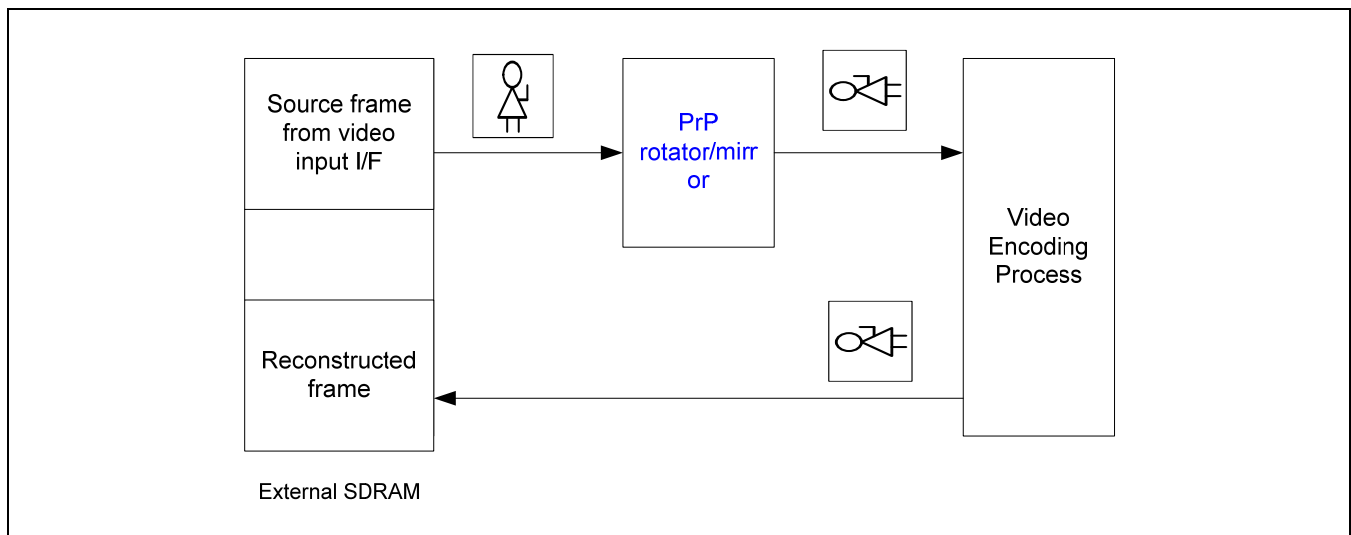 Source frame
from video
input I/F
PrP
rotator/mirr
or
Video
Encoding
Process
Reconstructed
frame
External SDRAM